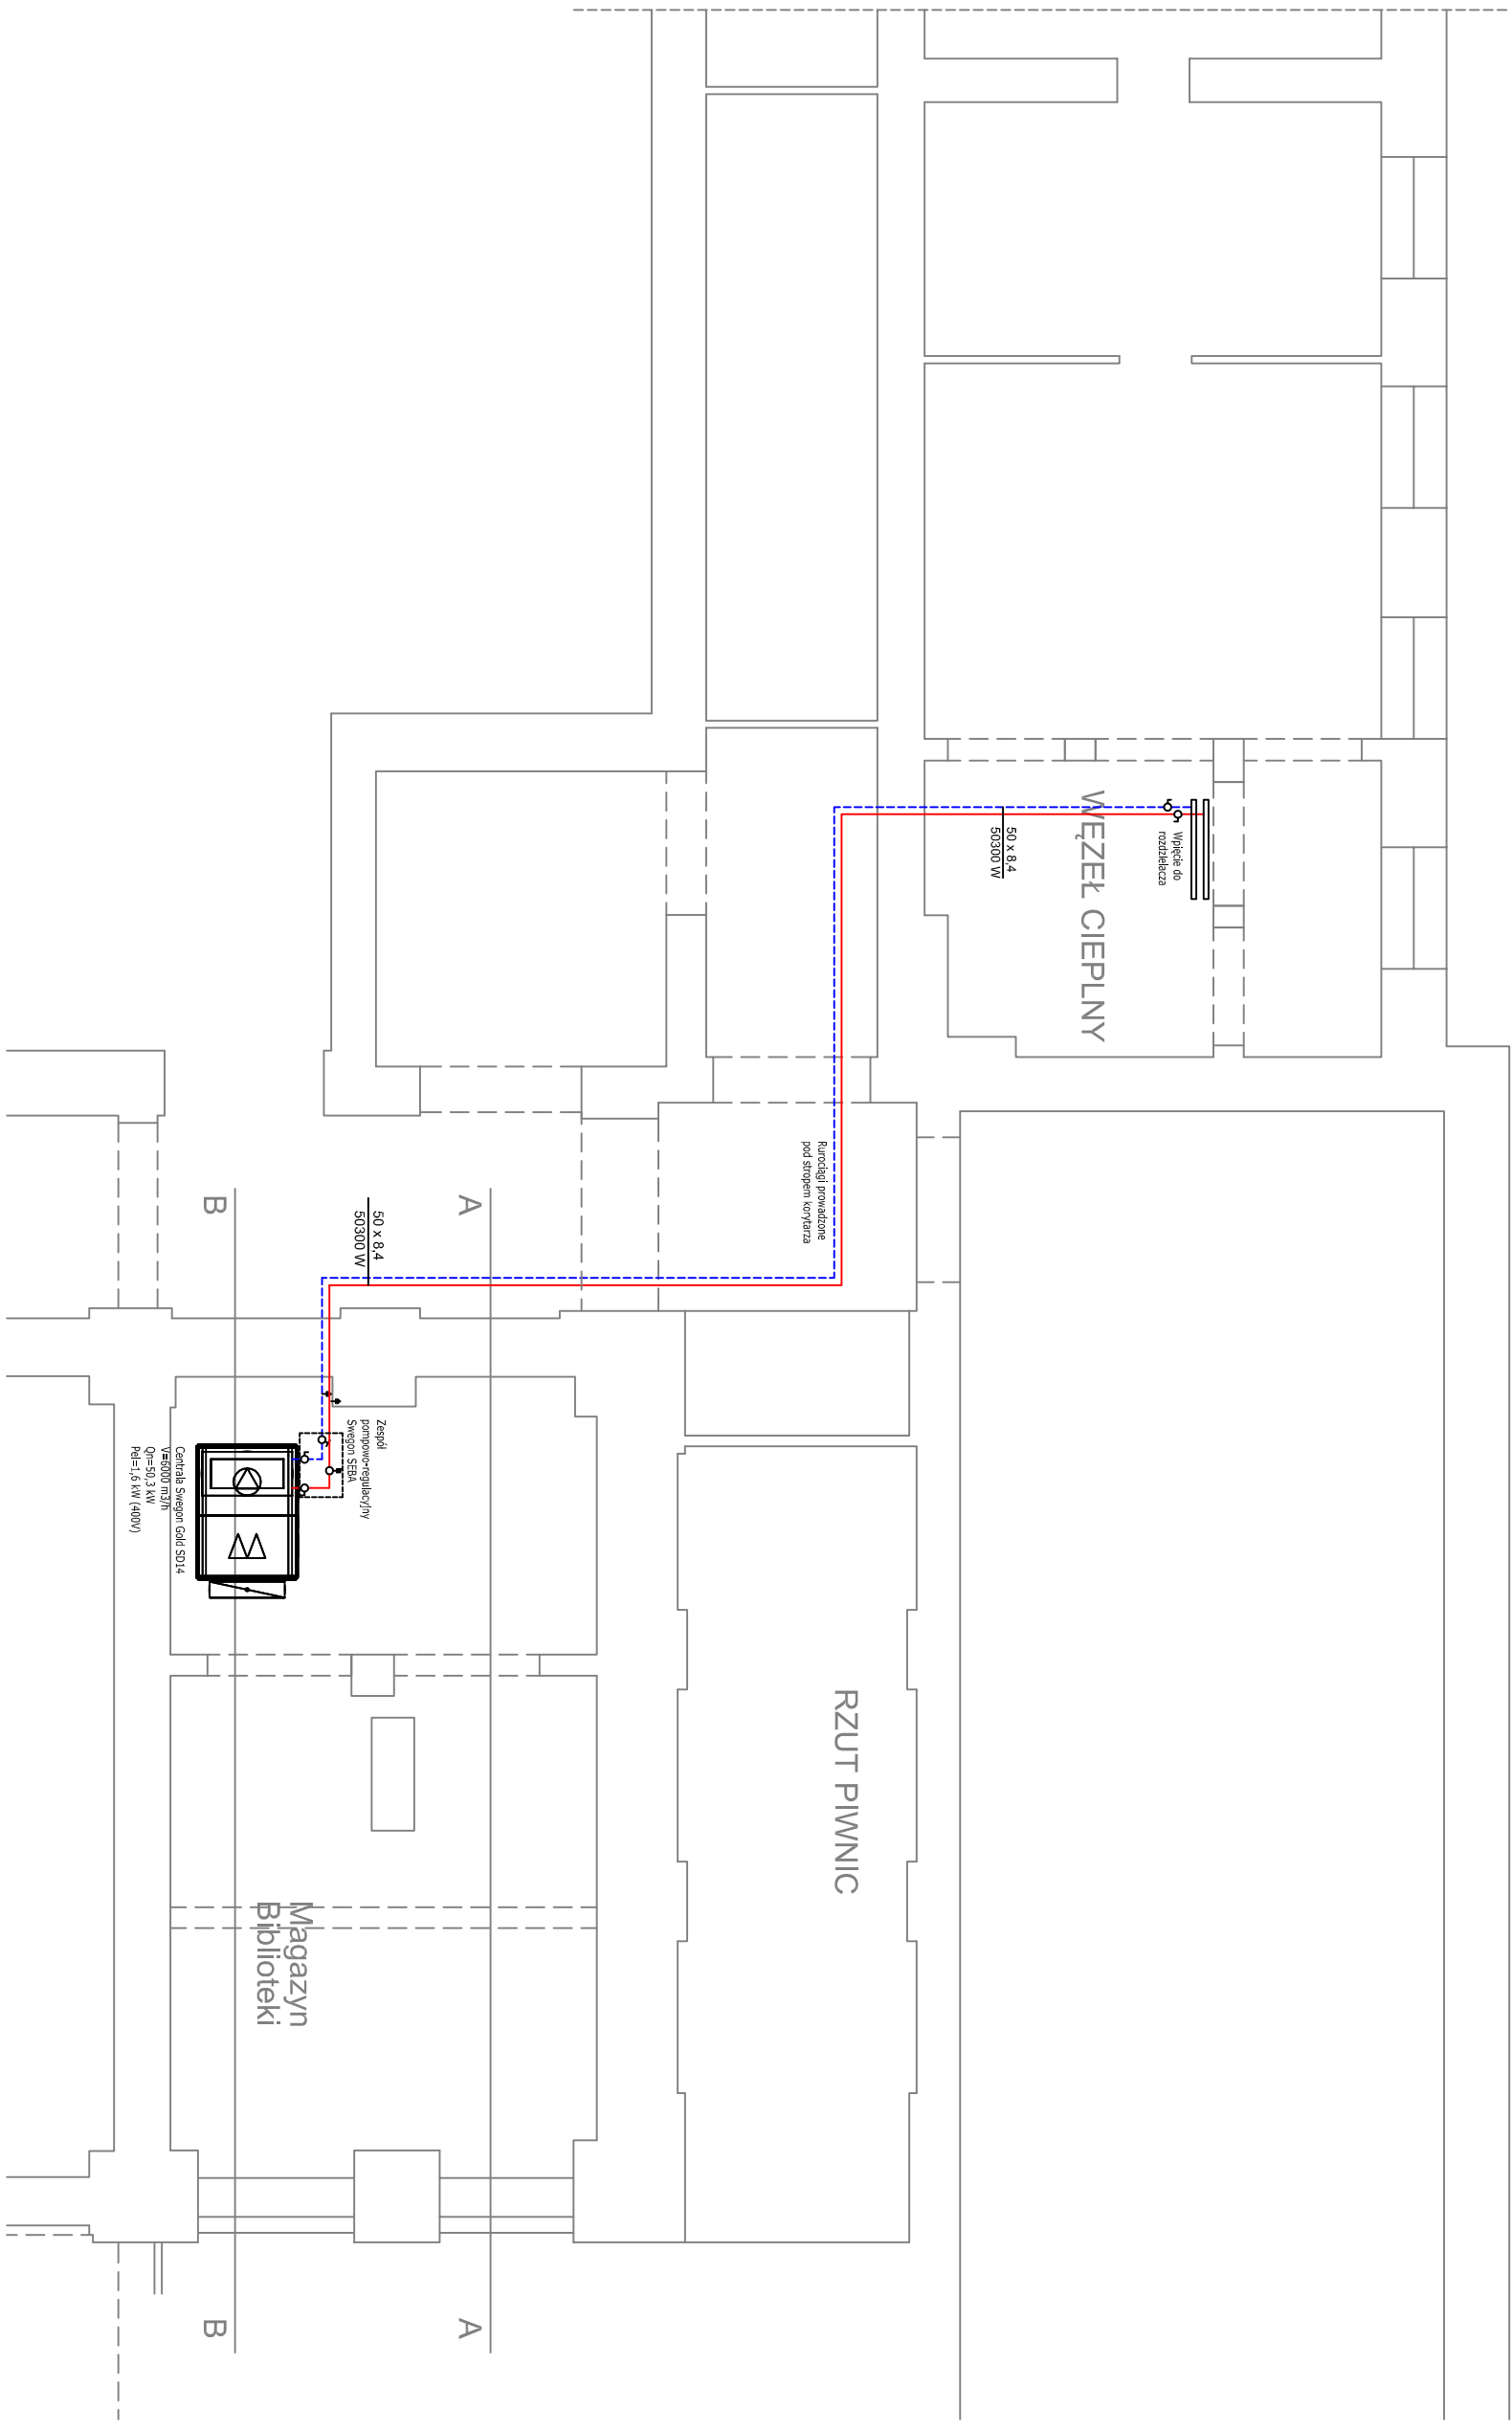 WĘZEŁ CIEPLNY
Wpięcie do
rozdzielacza
50 x 8,4
50300 W
Rurociągi prowadzone
pod stropem korytarza
A
B
50 x 8,4
50300 W
Zespół
pompowo-regulacyjny
Swegon SEBA
Centrala Swegon Gold SD14
V=6000 m3/h
Qn=50,3 kW
Pel=1,6 kW (400V)
RZUT PIWNIC
Magazyn
Biblioteki
A
B